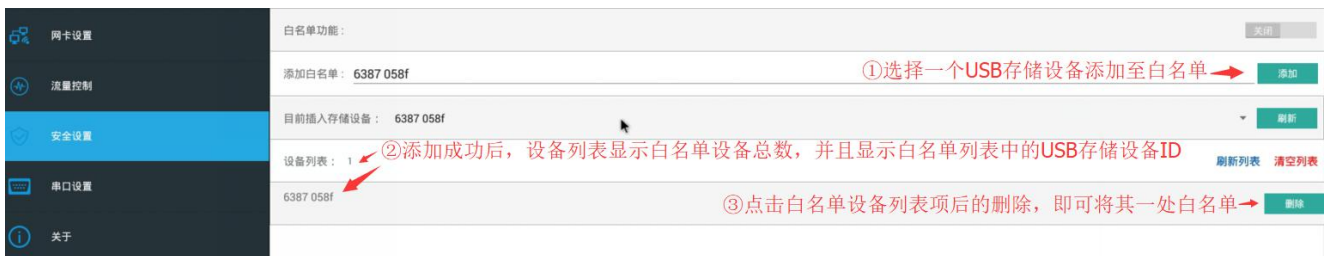 网卡设置
流量控制
安全设置
串口设置
关于
白名单功能：
关闭
添加白名单： 6387 058f
①选择一个USB存储设备添加至白名单
添加
目前插入存储设备： 6387 058f
刷新
②添加成功后，设备列表显示白名单设备总数，并且显示白名单列表中的USB存储设备ID
设备列表： 1
刷新列表 清空列表
6387 058f
③点击白名单设备列表项后的删除，即可将其一处白名单
删除